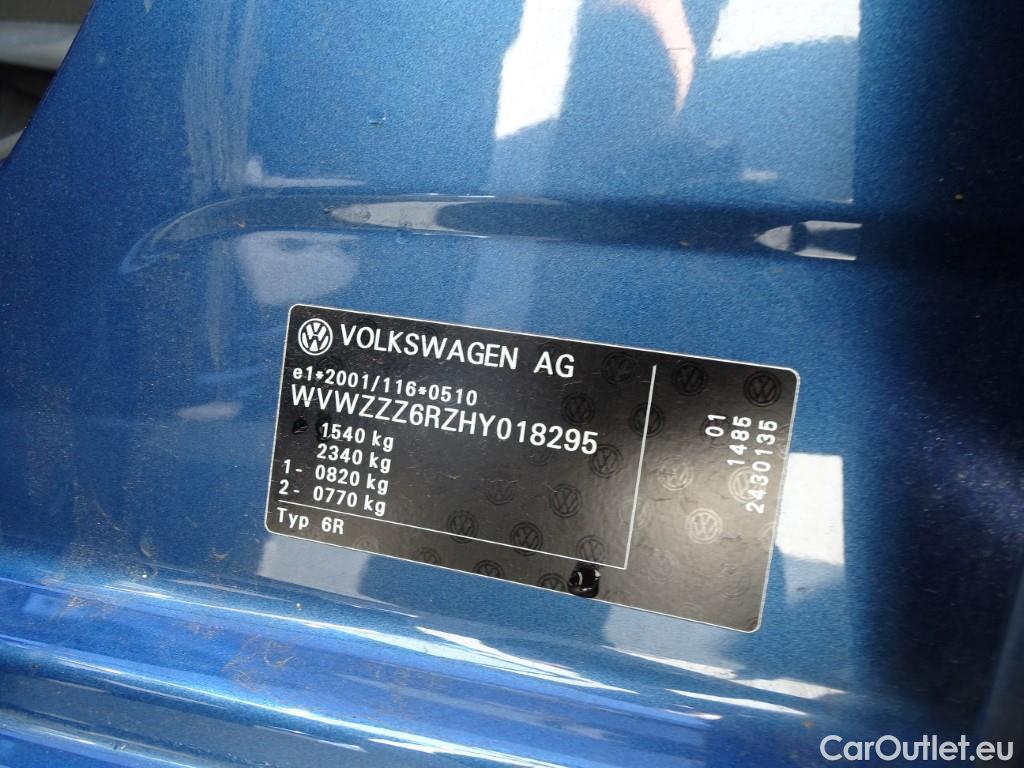 VOLKSWAGEN AG
e1*2001/116*0510
WVWZZZ6RZHY018295
1540 kg
2340 kg
1- 0820 kg
2- 0770 kg
Typ 6R
01
1485
2430135
CarOutlet.eu